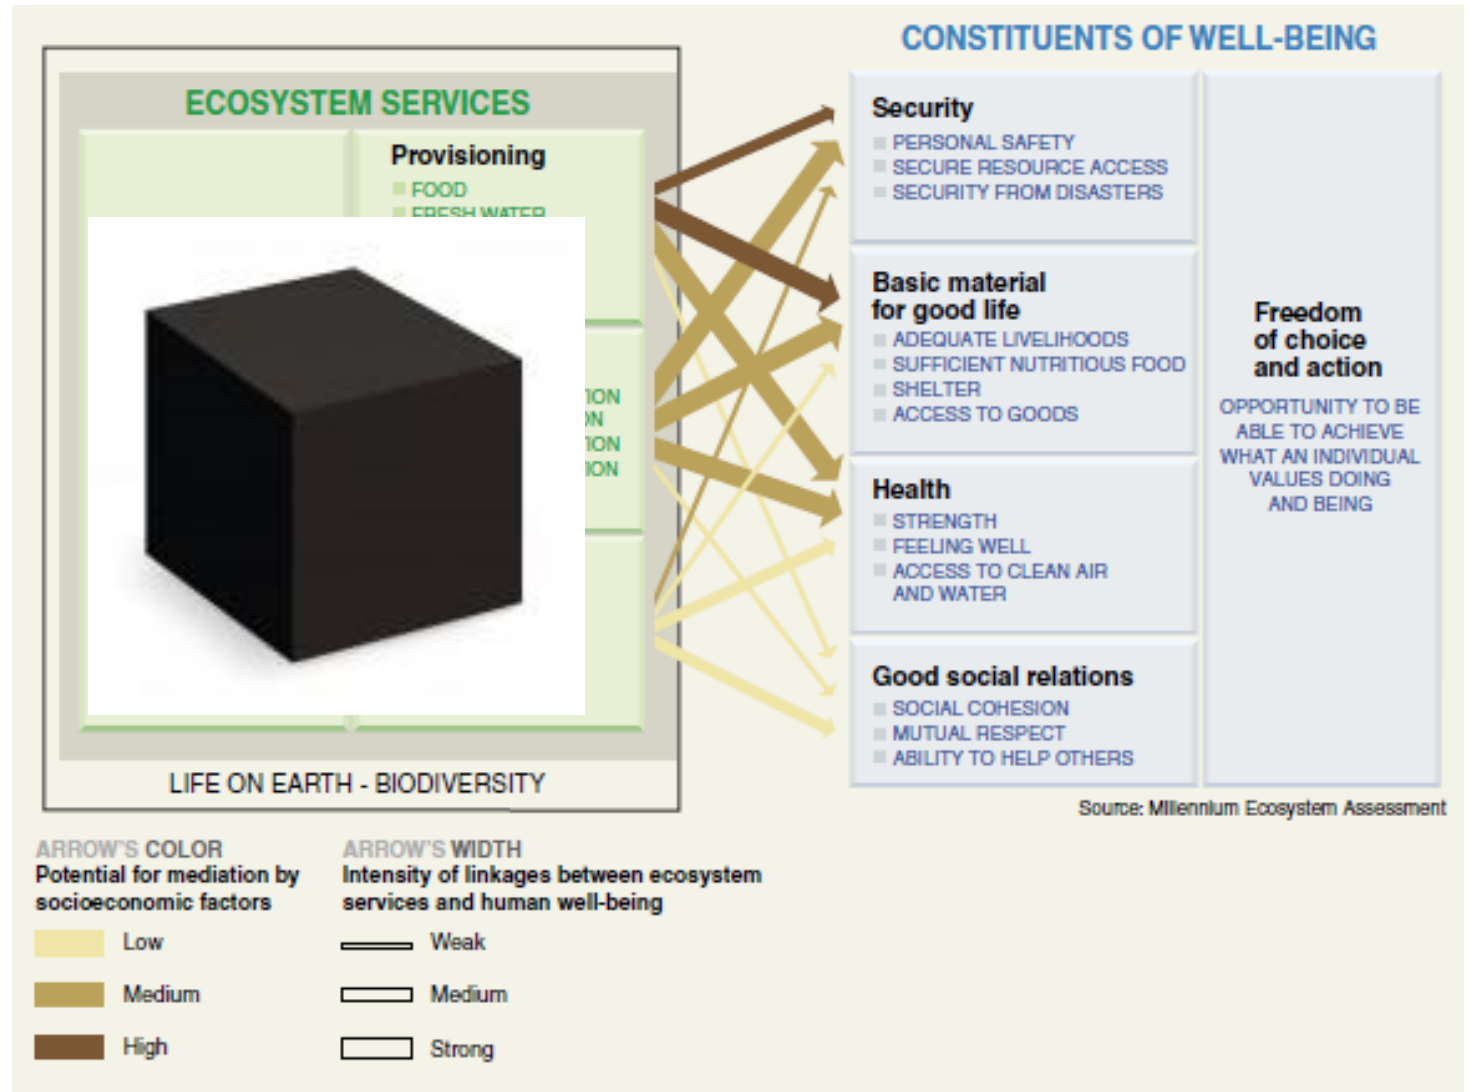 CONSTITUENTS OF WELL-BEING
ECOSYSTEM SERVICES
Provisioning
FOOD
FRESH WATER
TION
ON
TION
ION
LIFE ON EARTH - BIODIVERSITY
Security
PERSONAL SAFETY
SECURE RESOURCE ACCESS
SECURITY FROM DISASTERS
Basic material
for good life
ADEQUATE LIVELIHOODS
SUFFICIENT NUTRITIOUS FOOD
SHELTER
ACCESS TO GOODS
Health
STRENGTH
FEELING WELL
ACCESS TO CLEAN AIR
AND WATER
Good social relations
SOCIAL COHESION
MUTUAL RESPECT
ABILITY TO HELP OTHERS
Freedom
of choice
and action
OPPORTUNITY TO BE
ABLE TO ACHIEVE
WHAT AN INDIVIDUAL
VALUES DOING
AND BEING
Source: Millennium Ecosystem Assessment
ARROW'S COLOR
Potential for mediation by
socioeconomic factors
Low
Medium
High
ARROW'S WIDTH
Intensity of linkages between ecosystem
services and human well-being
Weak
Medium
Strong